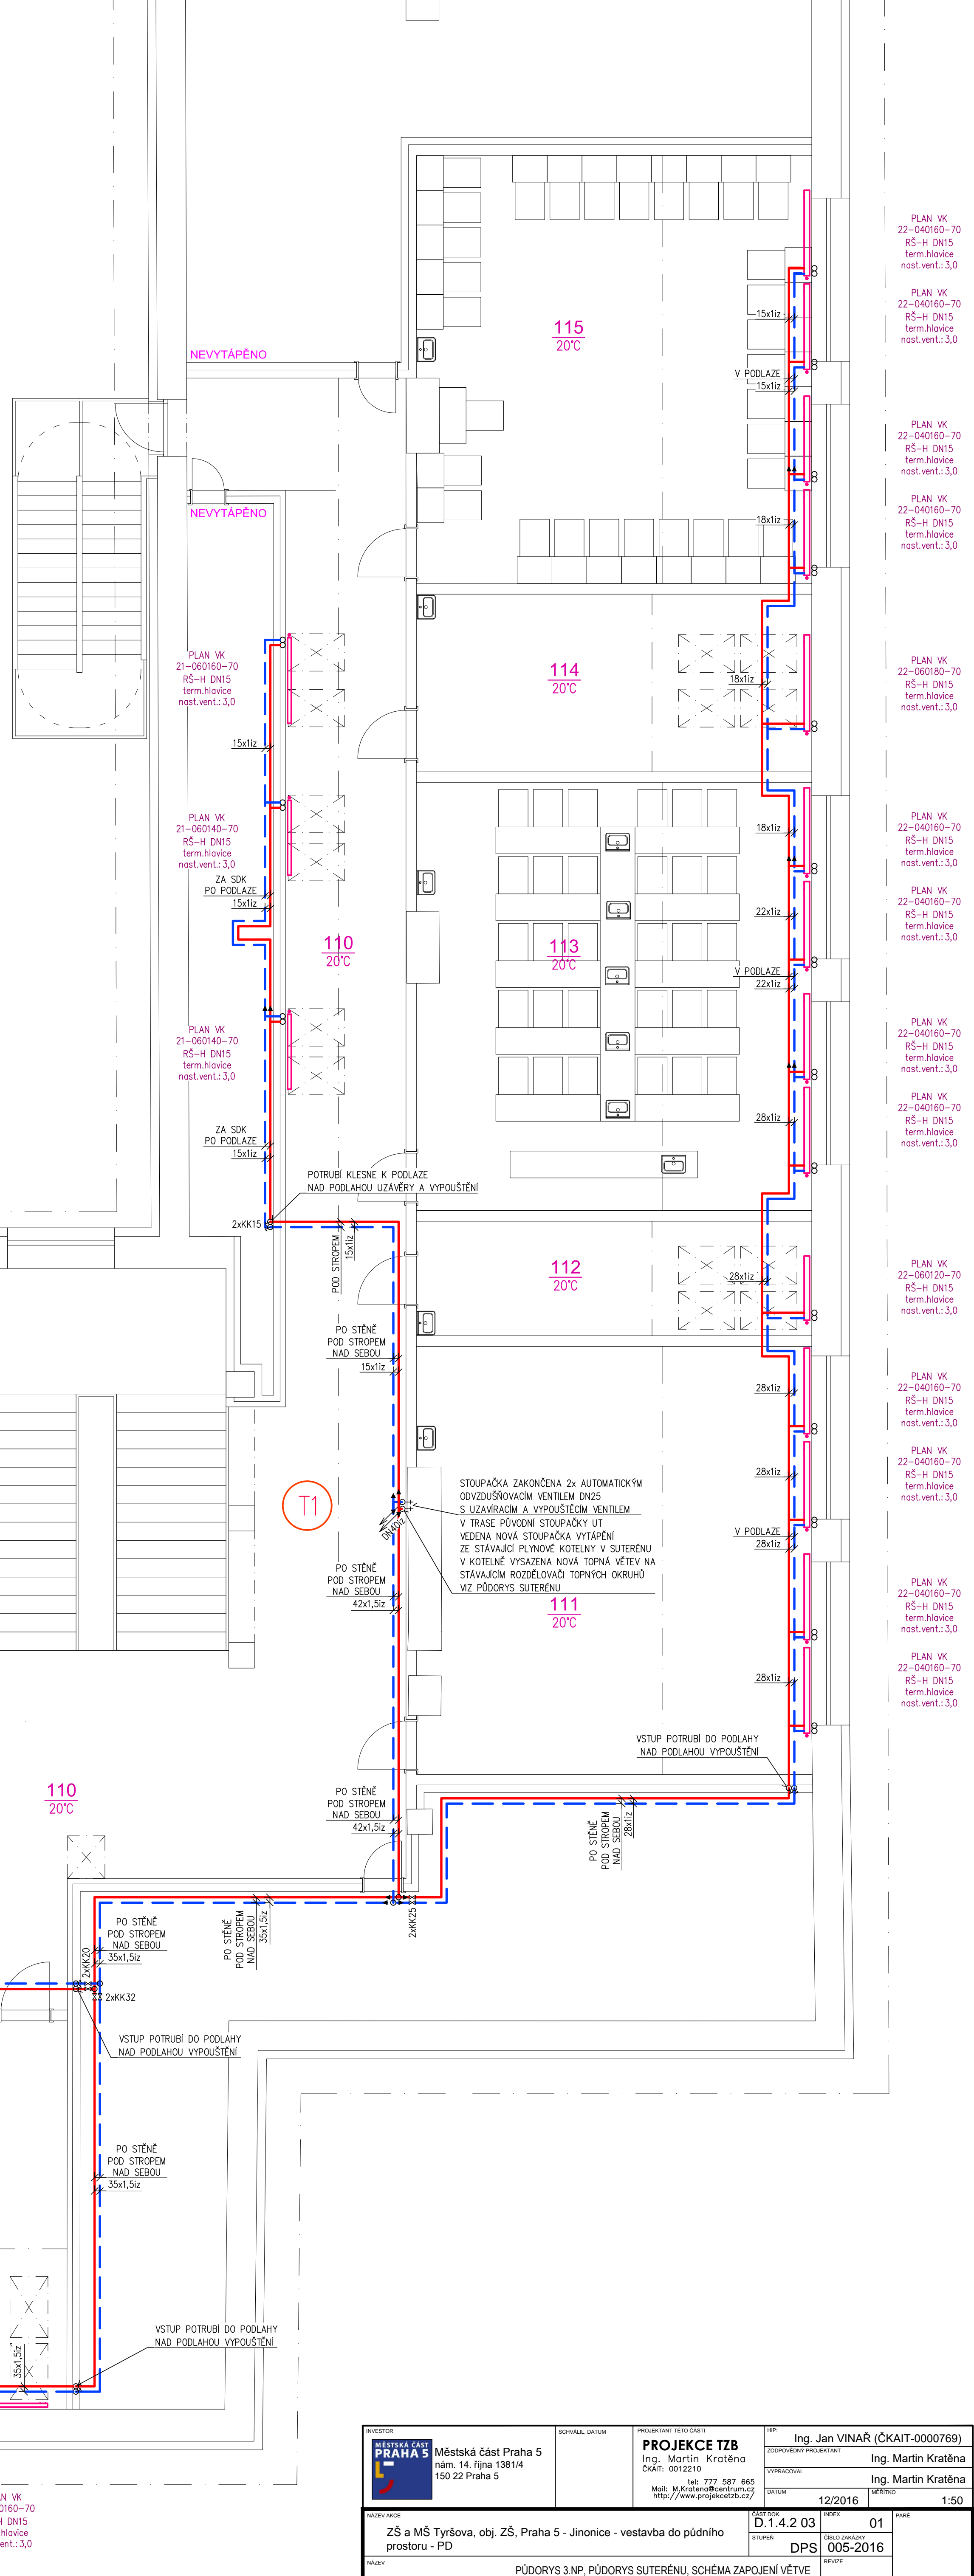 PLAN VK
22-040160-70
RŠ-H DN15
term.hlavice
nast.vent.: 3,0
PLAN VK
22-040160-70
RŠ-H DN15
term.hlavice
nast.vent.: 3,0
115
20°C
15x1iz
NEVYTÁPĚNO
V PODLAZE
15x1iz
PLAN VK
22-040160-70
RŠ-H DN15
term.hlavice
nast.vent.: 3,0
PLAN VK
22-040160-70
RŠ-H DN15
term.hlavice
nast.vent.: 3,0
NEVYTÁPĚNO
18x1iz
PLAN VK
21-060160-70
RŠ-H DN15
term.hlavice
nast.vent.: 3,0
114
20°C
18x1iz
PLAN VK
22-060180-70
RŠ-H DN15
term.hlavice
nast.vent.: 3,0
15x1iz
PLAN VK
21-060140-70
RŠ-H DN15
term.hlavice
nast.vent.: 3,0
18x1iz
PLAN VK
22-040160-70
RŠ-H DN15
term.hlavice
nast.vent.: 3,0
ZA SDK
PO PODLAZE
15x1iz
22x1iz
PLAN VK
22-040160-70
RŠ-H DN15
term.hlavice
nast.vent.: 3,0
110
20°C
113
20°C
V PODLAZE
22x1iz
PLAN VK
21-060140-70
RŠ-H DN15
term.hlavice
nast.vent.: 3,0
PLAN VK
22-040160-70
RŠ-H DN15
term.hlavice
nast.vent.: 3,0
PLAN VK
22-040160-70
RŠ-H DN15
term.hlavice
nast.vent.: 3,0
28x1iz
ZA SDK
PO PODLAZE
15x1iz
POTRUBÍ KLESNE K PODLAZE
NAD PODLAHOU UZÁVĚRY A VYPOUŠTĚNÍ
2xKK15
POD STROPEM
15x1iz
112
20°C
28x1iz
PLAN VK
22-060120-70
RŠ-H DN15
term.hlavice
nast.vent.: 3,0
PO STĚNĚ
POD STROPEM
NAD SEBOU
15x1iz
28x1iz
PLAN VK
22-040160-70
RŠ-H DN15
term.hlavice
nast.vent.: 3,0
PLAN VK
22-040160-70
RŠ-H DN15
term.hlavice
nast.vent.: 3,0
28x1iz
T1
DN40iz
STOUPAČKA ZAKONČENA 2x AUTOMATICKÝM
ODVZDUŠŇOVACÍM VENTILEM DN25
S UZAVÍRACÍM A VYPOUŠTĚCÍM VENTILEM
V TRASE PŮVODNÍ STOUPAČKY UT
VEDENA NOVÁ STOUPAČKA VYTÁPĚNÍ
ZE STÁVAJÍCÍ PLYNOVÉ KOTELNY V SUTERÉNU
V KOTELNĚ VYSAZENA NOVÁ TOPNÁ VĚTEV NA
STÁVAJÍCÍM ROZDĚLOVAČI TOPNÝCH OKRUHŮ
VIZ PŮDORYS SUTERÉNU
V PODLAZE
28x1iz
PO STĚNĚ
POD STROPEM
NAD SEBOU
42x1,5iz
111
20°C
PLAN VK
22-040160-70
RŠ-H DN15
term.hlavice
nast.vent.: 3,0
PLAN VK
22-040160-70
RŠ-H DN15
term.hlavice
nast.vent.: 3,0
28x1iz
VSTUP POTRUBÍ DO PODLAHY
NAD PODLAHOU VYPOUŠTĚNÍ
110
20°C
PO STĚNĚ
POD STROPEM
NAD SEBOU
42x1,5iz
PO STĚNĚ
POD STROPEM
NAD SEBOU
28x1iz
2xKK25
PO STĚNĚ
POD STROPEM
NAD SEBOU
35x1,5iz
PO STĚNĚ
POD STROPEM
NAD SEBOU
35x1,5iz
2xKK20
2xKK32
VSTUP POTRUBÍ DO PODLAHY
NAD PODLAHOU VYPOUŠTĚNÍ
PO STĚNĚ
POD STROPEM
NAD SEBOU
35x1,5iz
VSTUP POTRUBÍ DO PODLAHY
NAD PODLAHOU VYPOUŠTĚNÍ
35x1,5iz
N VK
0160-70
H DN15
hlavice
ent.: 3,0
INVESTOR
MĚSTSKÁ ČÁST
PRAHA 5
Městská část Praha 5
nám. 14. října 1381/4
150 22 Praha 5
SCHVÁLIL, DATUM
PROJEKTANT TÉTO ČÁSTI
PROJEKCE TZB
Ing. Martin Kratěna
ČKAIT: 0012210
tel: 777 587 665
Mail: M.Kratena@centrum.cz
http://www.projekcetzb.cz/
HIP:
Ing. Jan VINAŘ (ČKAIT-0000769)
ZODPOVĚDNÝ PROJEKTANT
Ing. Martin Kratěna
VYPRACOVAL
Ing. Martin Kratěna
DATUM
12/2016
MĚŘÍTKO
1:50
NÁZEV AKCE
ZŠ a MŠ Tyršova, obj. ZŠ, Praha 5 - Jinonice - vestavba do půdního
prostoru - PD
ČÁST DOK.
D.1.4.2 03
INDEX
01
PARÉ
STUPEŇ
DPS
ČÍSLO ZAKÁZKY
005-2016
NÁZEV
PŮDORYS 3.NP, PŮDORYS SUTERÉNU, SCHÉMA ZAPOJENÍ VĚTVE
REVIZE